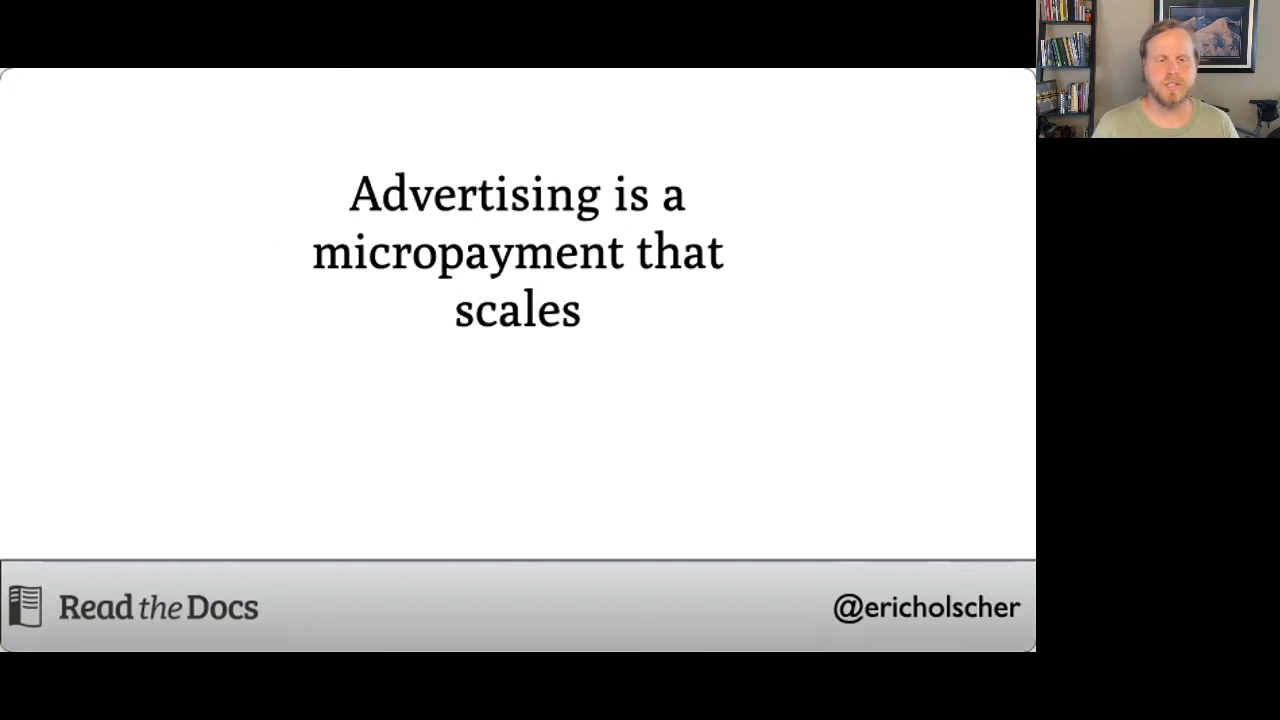 Advertising is a
micropayment that
scales
Read the Docs
@ericholscher